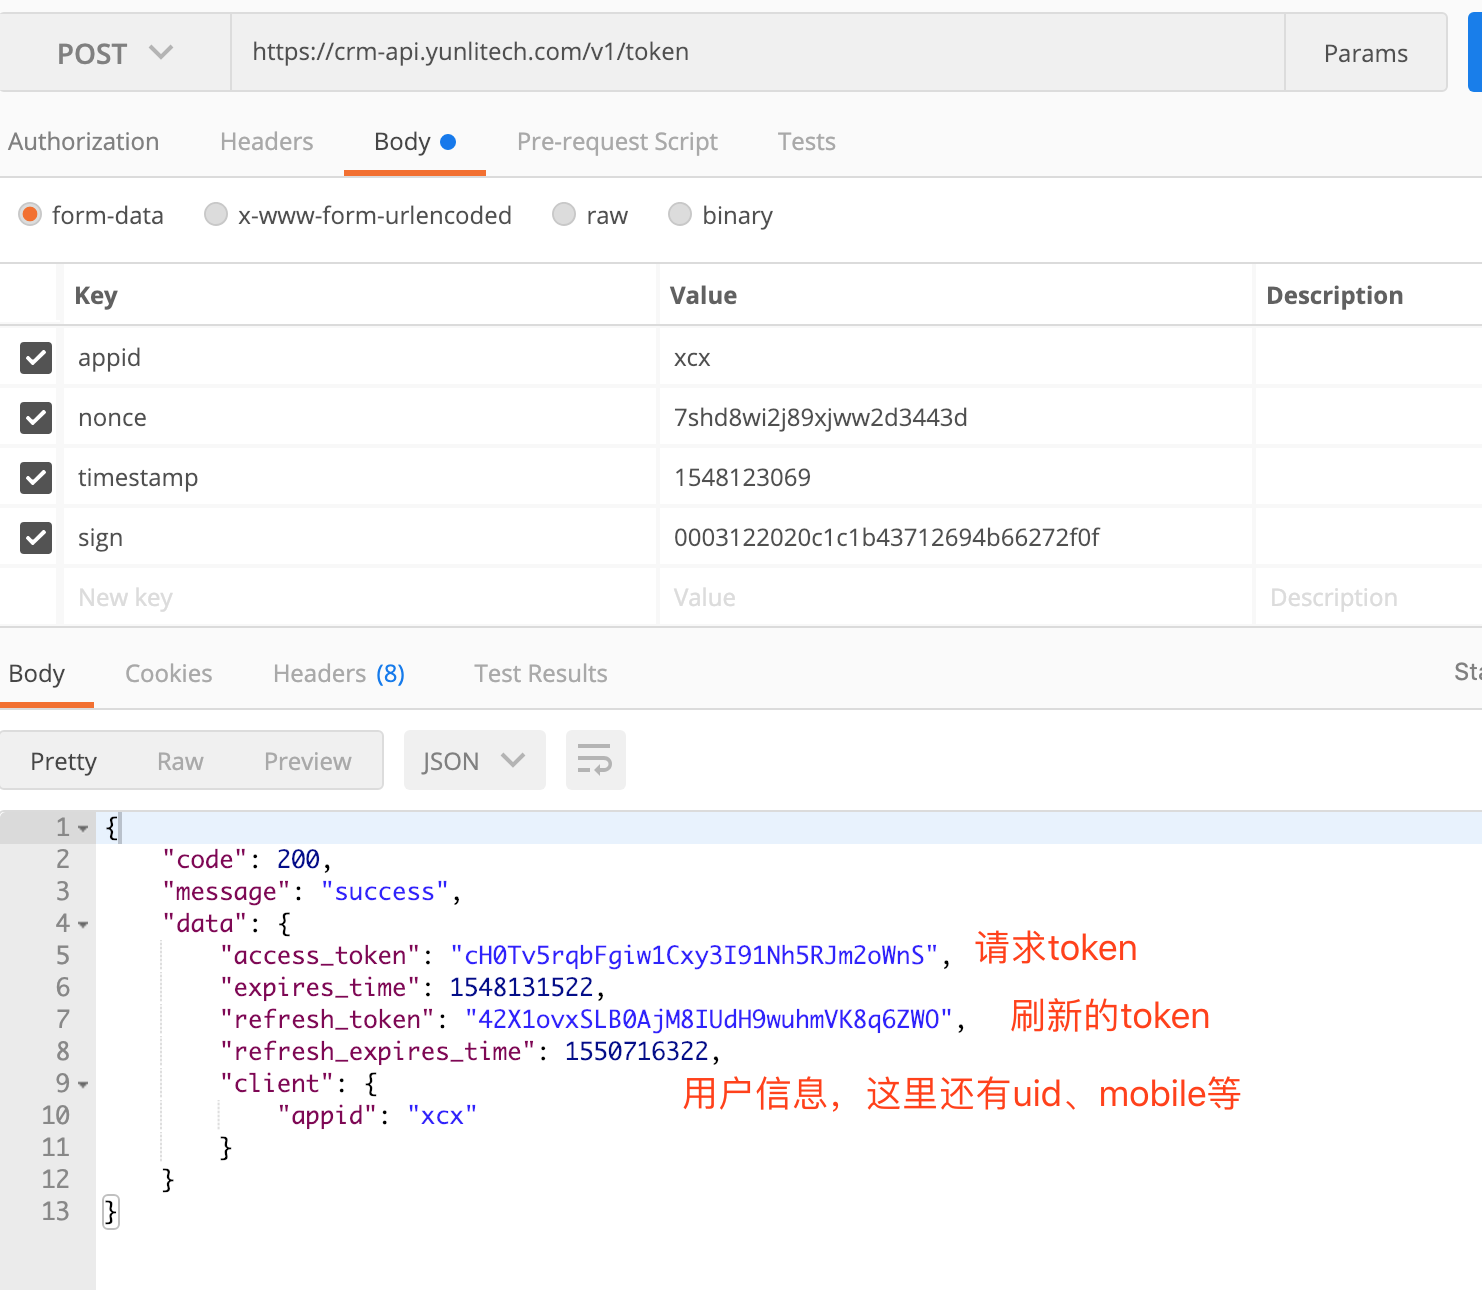 POST https://crm-api.yunlitech.com/v1/token Params
Authorization Headers Body Pre-request Script Tests
form-data x-www-form-urlencoded raw binary
Key Value Description
appid xcx
nonce 7shd8wi2j89xjww2d3443d
timestamp 1548123069
sign 0003122020c1c1b43712694b66272f0f
New key Value Description
Body Cookies Headers (8) Test Results Sta
Pretty Raw Preview JSON
1 {
2 "code": 200,
3 "message": "success",
4 "data": {
5 "access_token": "cH0Tv5rqbFgiw1Cxy3I91Nh5RJm2oWnS", 请求token
6 "expires_time": 1548131522,
7 "refresh_token": "42X1ovxSLB0AjM8IUdH9wuhmVK8q6ZWO", 刷新的token
8 "refresh_expires_time": 1550716322,
9 "client": { 用户信息，这里还有uid、mobile等
10 "appid": "xcx"
11 }
12 }
13 }